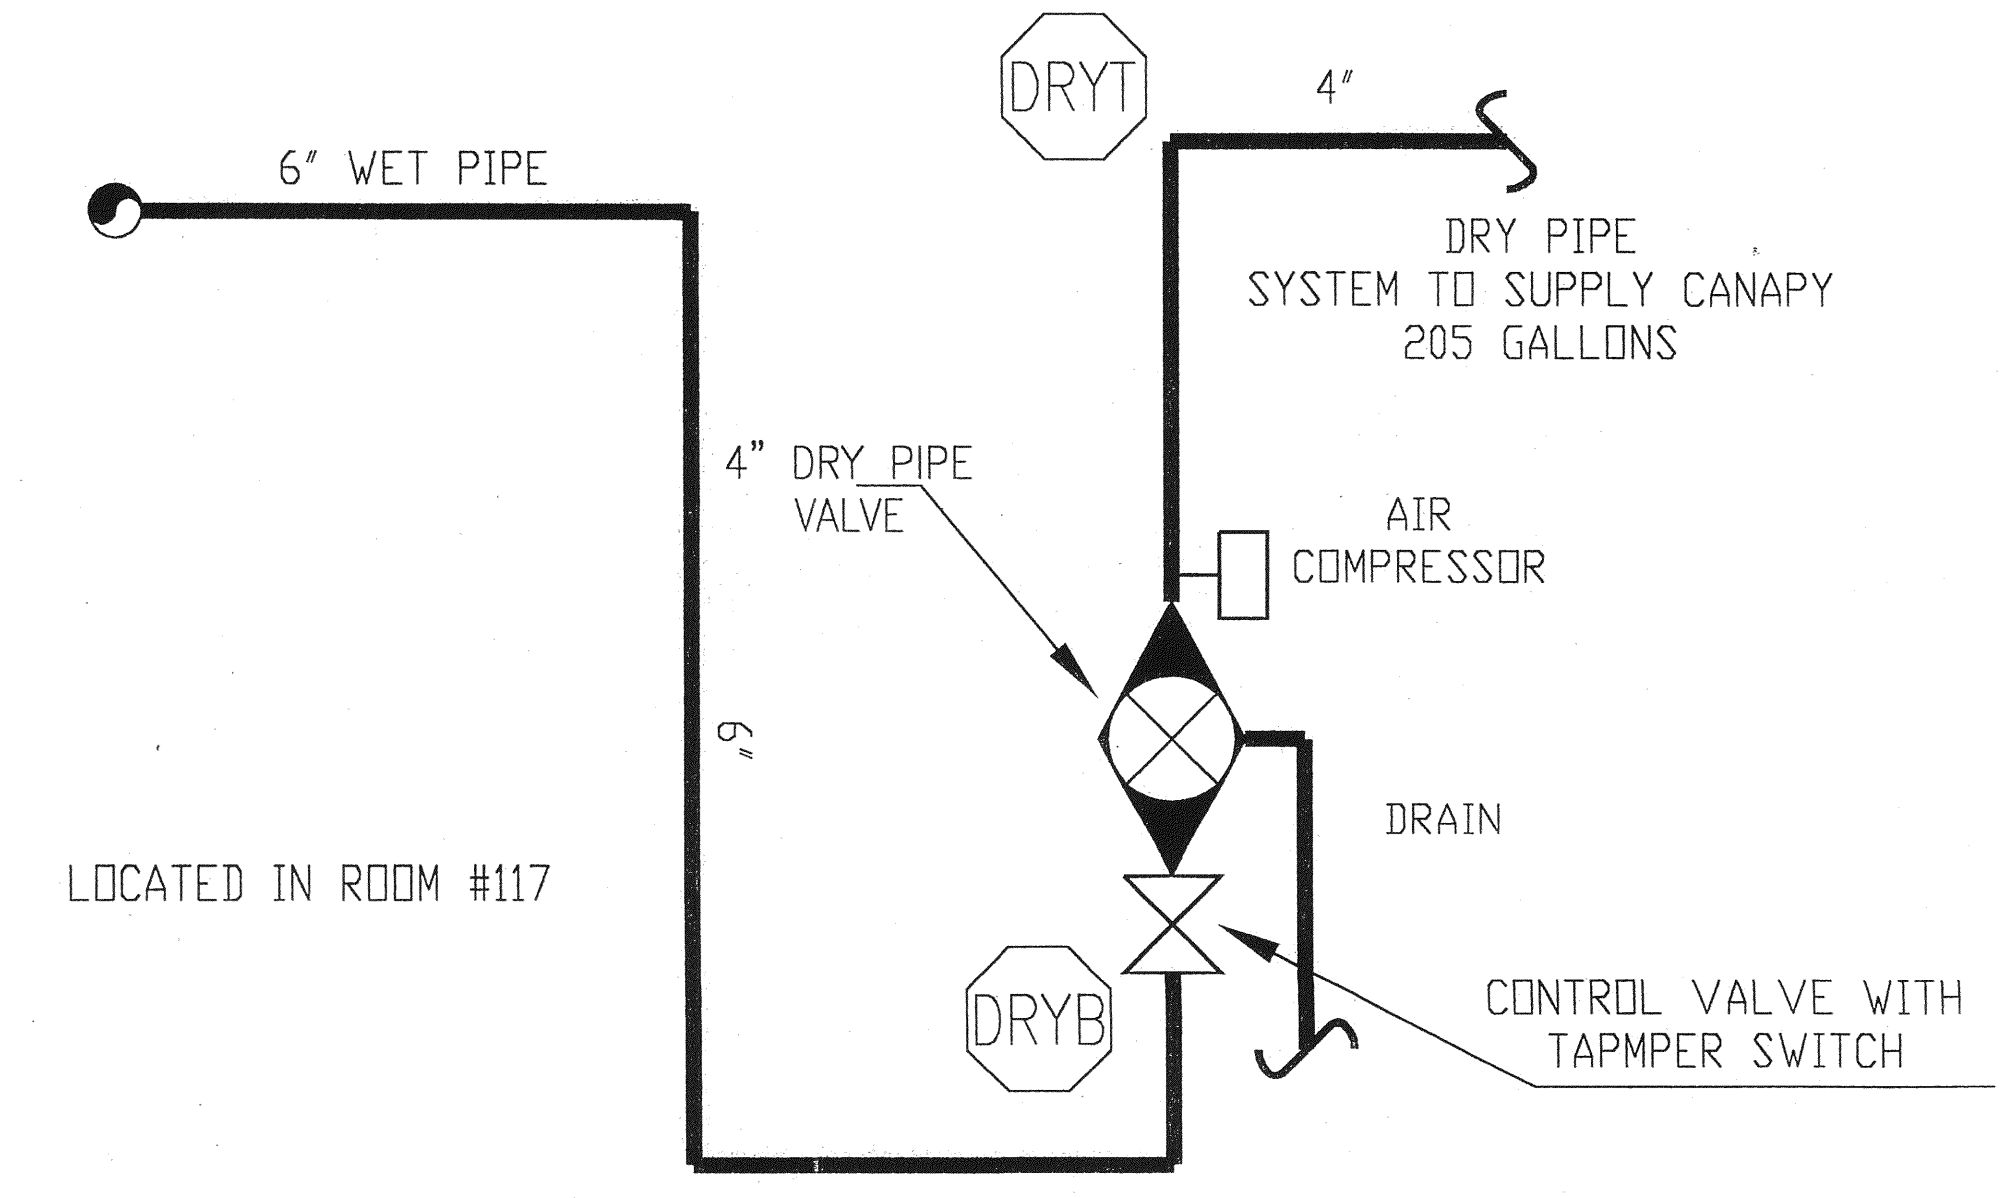 DRYT
4"
6" WET PIPE
DRY PIPE
SYSTEM TO SUPPLY CANAPY
205 GALLONS
4" DRY PIPE
VALVE
AIR
COMPRESSOR
6"
DRAIN
LOCATED IN ROOM #117
DRYB
CONTROL VALVE WITH
TAPMPER SWITCH